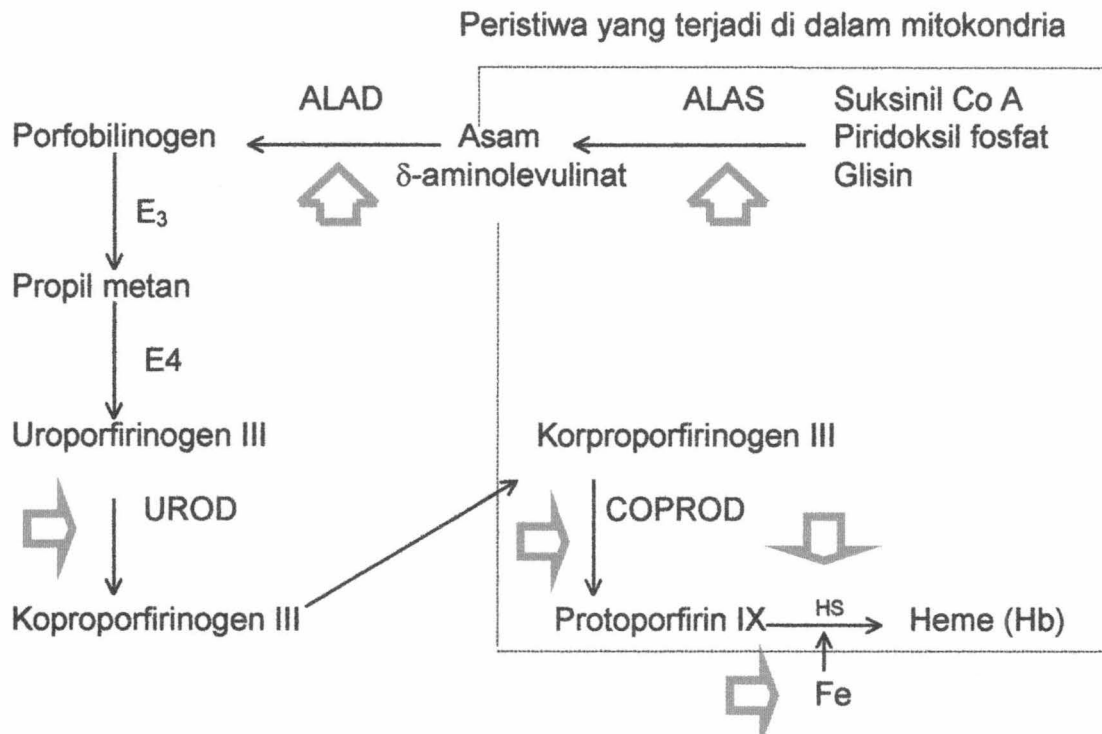 Peristiwa yang terjadi di dalam mitokondria
ALAD
ALAS
Suksinil Co A
Porfobilinogen
Asam
Piridoksil fosfat
δ-aminolevulinat
Glisin
E₃
Propil metan
E4
Uroporfirinogen III
Korproporfirinogen III
UROD
COPROD
Koproporfirinogen III
Protoporfirin IX
HS
Heme (Hb)
Fe